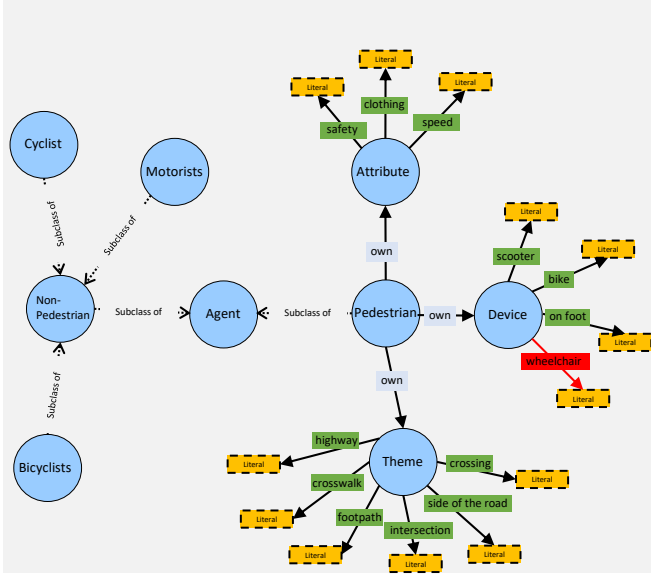 Literal
Literal
Literal
safety
clothing
speed
Cyclist
Motorists
Attribute
Subclass of
Subclass of
own
Literal
scooter
Literal
bike
Non-
Pedestrian
Subclass of
Agent
Subclass of
Pedestrian
own
Device
on foot
Literal
wheelchair
Literal
Subclass of
own
Bicyclists
highway
Literal
Theme
crossing
Literal
crosswalk
Literal
side of the road
footpath
intersection
Literal
Literal
Literal